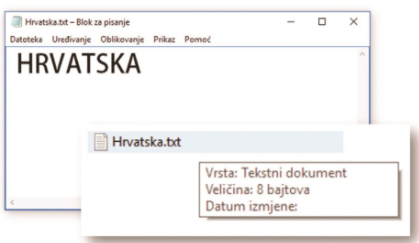 Hrvatska.txt – Blok za pisanje
Datoteka Uređivanje Oblikovanje Prikaz Pomoć
HRVATSKA
Hrvatska.txt
Vrsta: Tekstni dokument
Veličina: 8 bajtova
Datum izmjene: